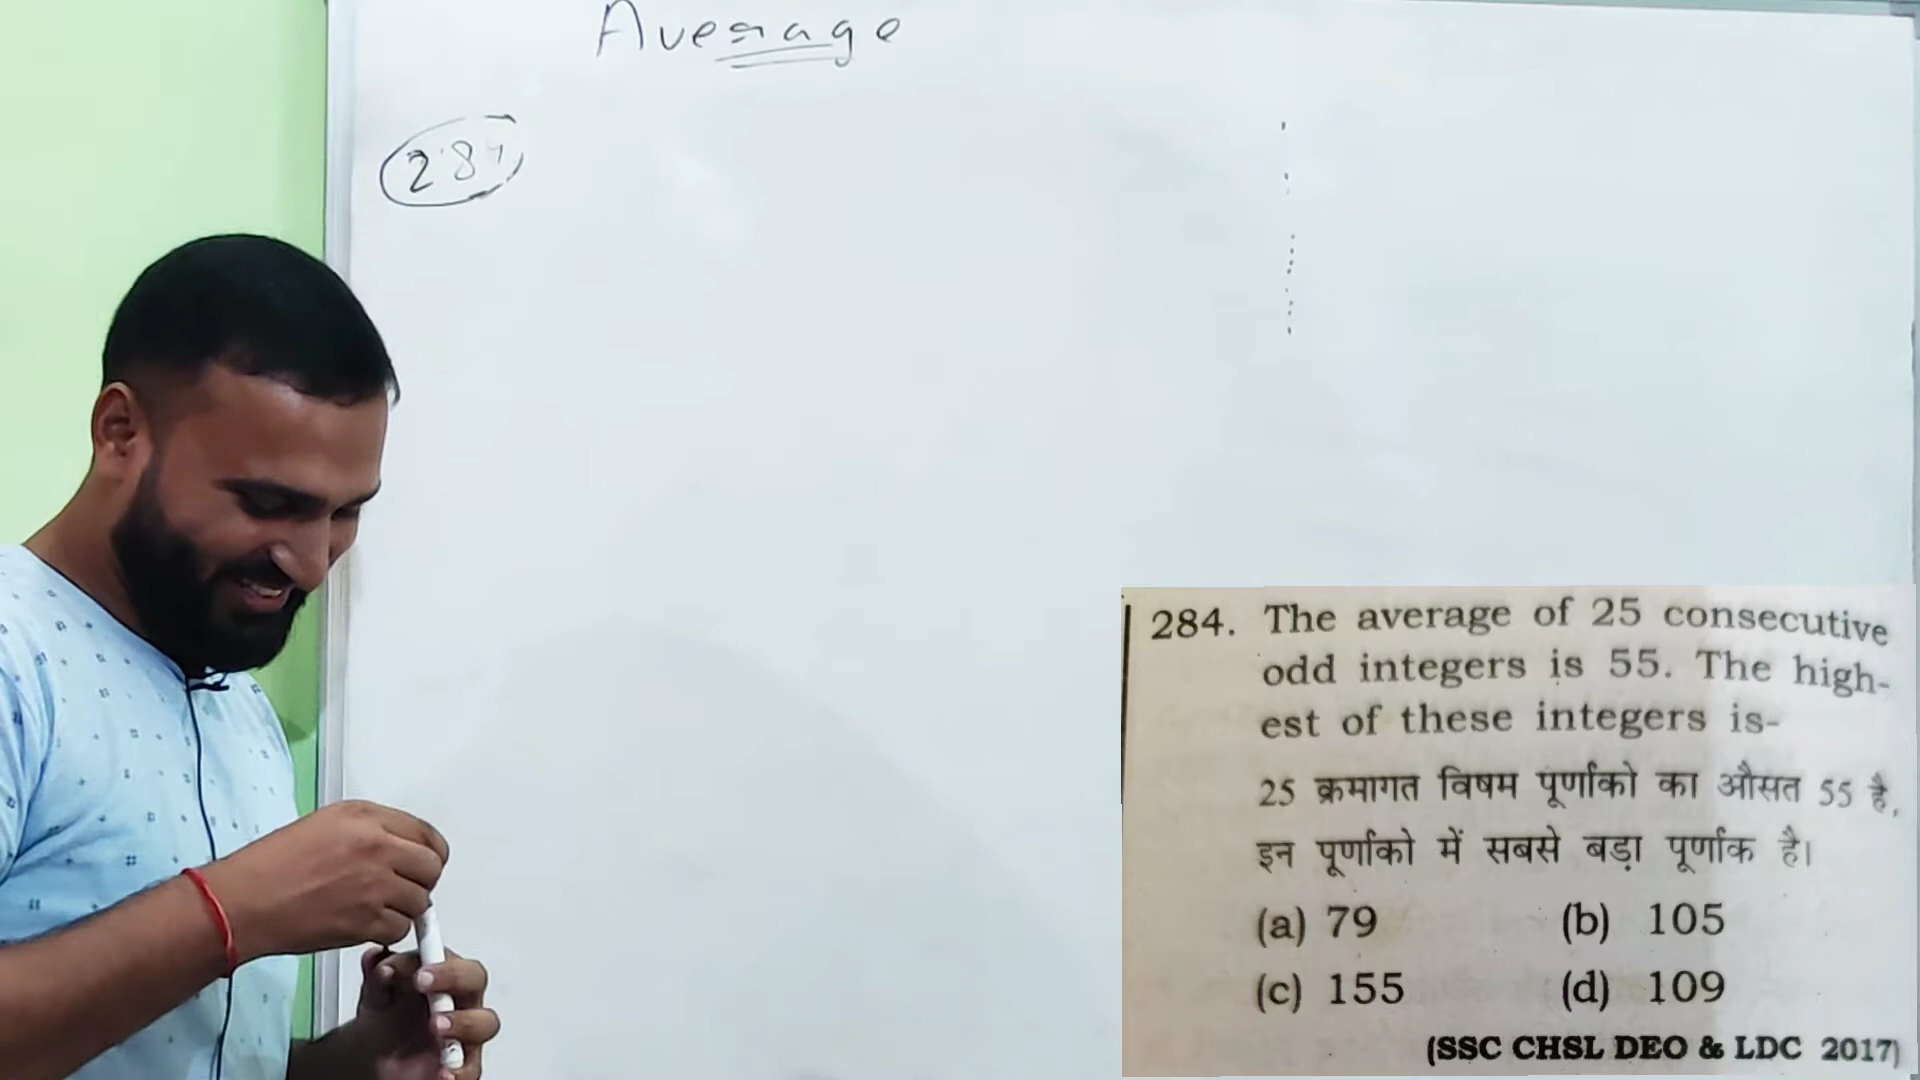 Average
284
284. The average of 25 consecutive
odd integers is 55. The high-
est of these integers is-
25 क्रमागत विषम पूर्णाको का औसत 55 है,
इन पूर्णाको में सबसे बड़ा पूर्णाक है।
(a) 79 (b) 105
(c) 155 (d) 109
(SSC CHSL DEO & LDC 2017)